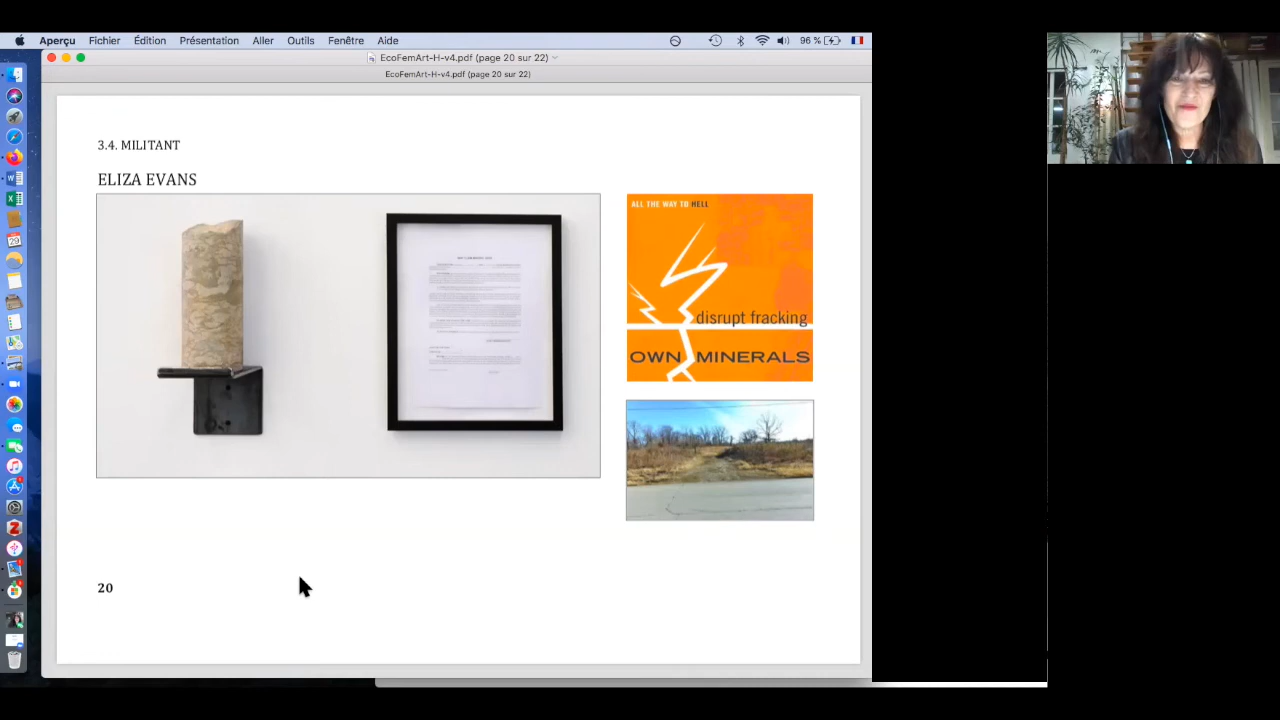 Aperçu Fichier Édition Présentation Aller Outils Fenêtre Aide 96 %
EcoFemArt-H-v4.pdf (page 20 sur 22)
EcoFemArt-H-v4.pdf (page 20 sur 22)
3.4. MILITANT
ELIZA EVANS
ALL THE WAY TO HELL
disrupt fracking
OWN MINERALS
20
29